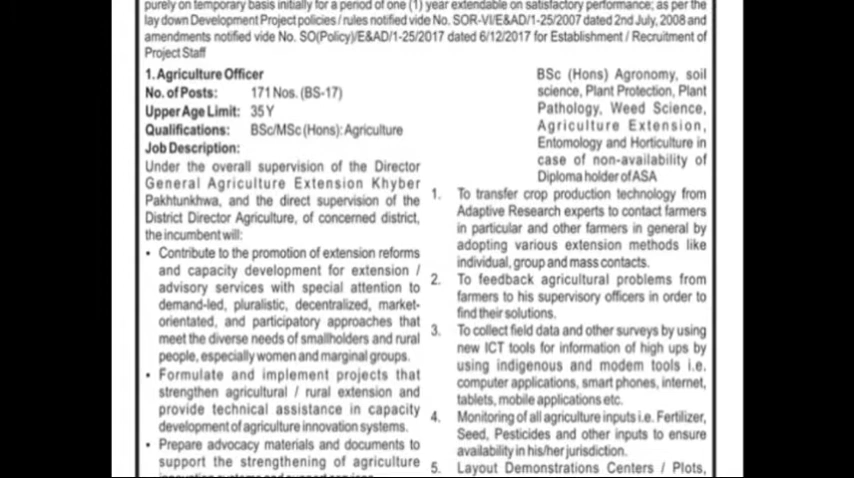 purely on temporary basis initially for a period of one (1) year extendable on satisfactory performance; as per the
lay down Development Project policies / rules notified vide No. SOR-VI/E&AD/1-25/2007 dated 2nd July, 2008 and
amendments notified vide No. SO(Policy)/E&AD/1-25/2017 dated 6/12/2017 for Establishment / Recruitment of
Project Staff
1. Agriculture Officer
No. of Posts: 171 Nos. (BS-17)
Upper Age Limit: 35 Y
Qualifications: BSc/MSc (Hons): Agriculture
Job Description:
Under the overall supervision of the Director
General Agriculture Extension Khyber
Pakhtunkhwa, and the direct supervision of the
District Director Agriculture, of concerned district,
the incumbent will:
• Contribute to the promotion of extension reforms
and capacity development for extension /
advisory services with special attention to
demand-led, pluralistic, decentralized, market-
orientated, and participatory approaches that
meet the diverse needs of smallholders and rural
people, especially women and marginal groups.
• Formulate and implement projects that
strengthen agricultural / rural extension and
provide technical assistance in capacity
development of agriculture innovation systems.
• Prepare advocacy materials and documents to
support the strengthening of agriculture
BSc (Hons) Agronomy, soil
science, Plant Protection, Plant
Pathology, Weed Science,
Agriculture Extension,
Entomology and Horticulture in
case of non-availability of
Diploma holder of ASA
1. To transfer crop production technology from
Adaptive Research experts to contact farmers
in particular and other farmers in general by
adopting various extension methods like
individual, group and mass contacts.
2. To feedback agricultural problems from
farmers to his supervisory officers in order to
find their solutions.
3. To collect field data and other surveys by using
new ICT tools for information of high ups by
using indigenous and modem tools i.e.
computer applications, smart phones, internet,
tablets, mobile applications etc.
4. Monitoring of all agriculture inputs i.e. Fertilizer,
Seed, Pesticides and other inputs to ensure
availability in his/her jurisdiction.
5. Layout Demonstrations Centers / Plots,